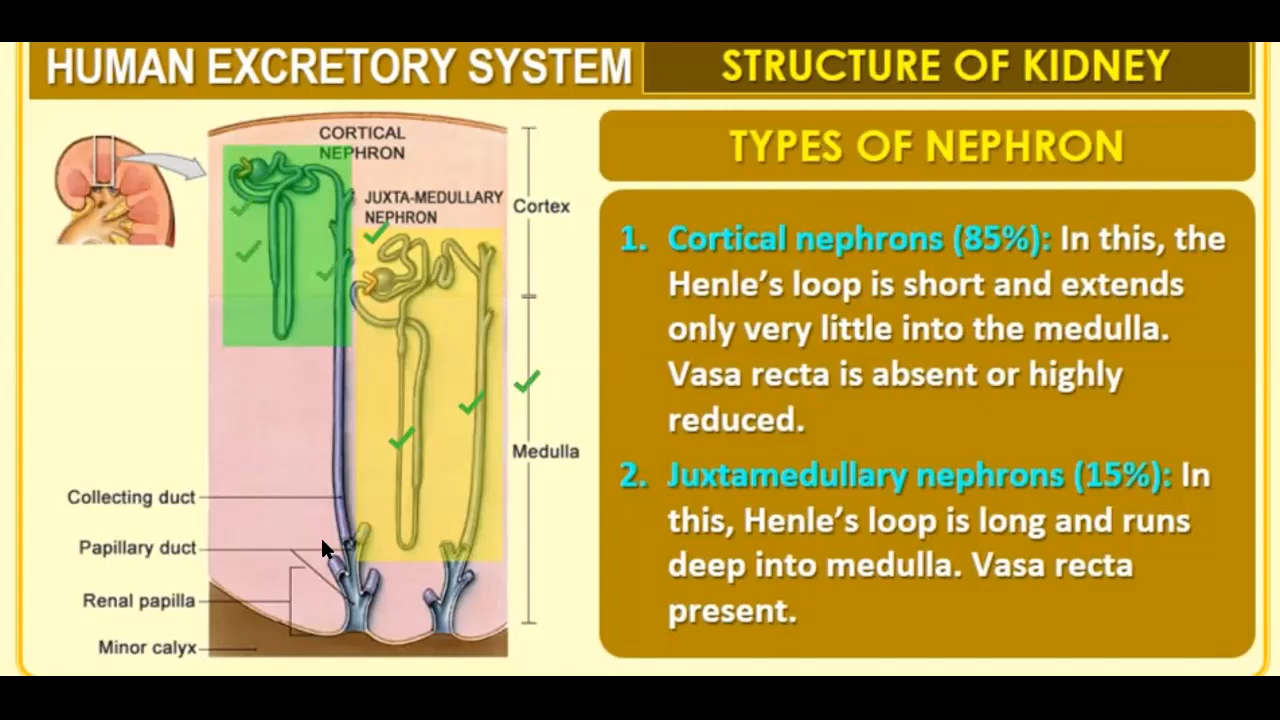 HUMAN EXCRETORY SYSTEM
STRUCTURE OF KIDNEY
CORTICAL
NEPHRON
JUXTA-MEDULLARY
NEPHRON
Cortex
Medulla
Collecting duct
Papillary duct
Renal papilla
Minor calyx
TYPES OF NEPHRON
1. Cortical nephrons (85%): In this, the
Henle’s loop is short and extends
only very little into the medulla.
Vasa recta is absent or highly
reduced.
2. Juxtamedullary nephrons (15%): In
this, Henle’s loop is long and runs
deep into medulla. Vasa recta
present.